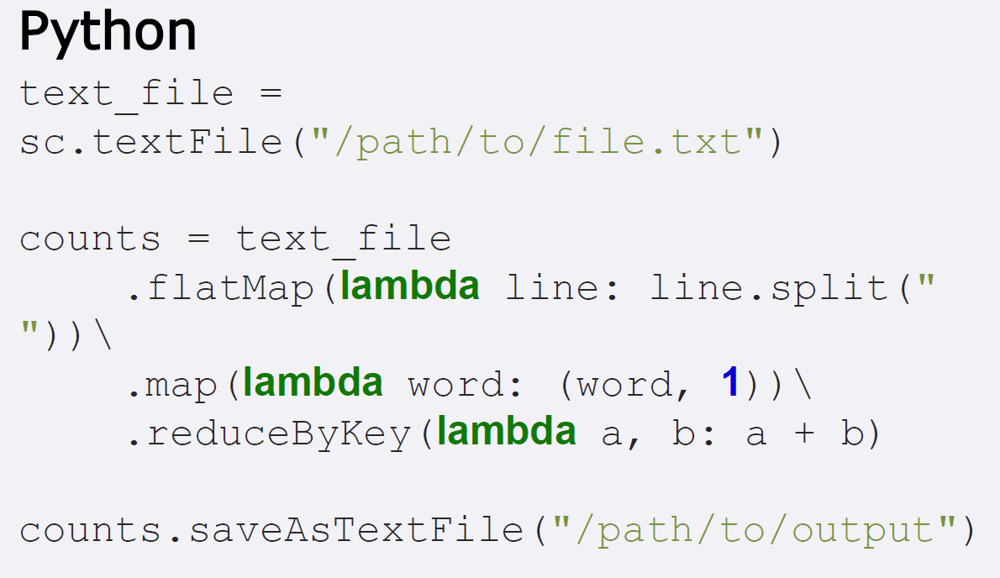 Python
text_file =
sc.textFile("/path/to/file.txt")
counts = text_file
.flatMap(lambda line: line.split("
"))\
.map(lambda word: (word, 1))\
.reduceByKey(lambda a, b: a + b)
counts.saveAsTextFile("/path/to/output")